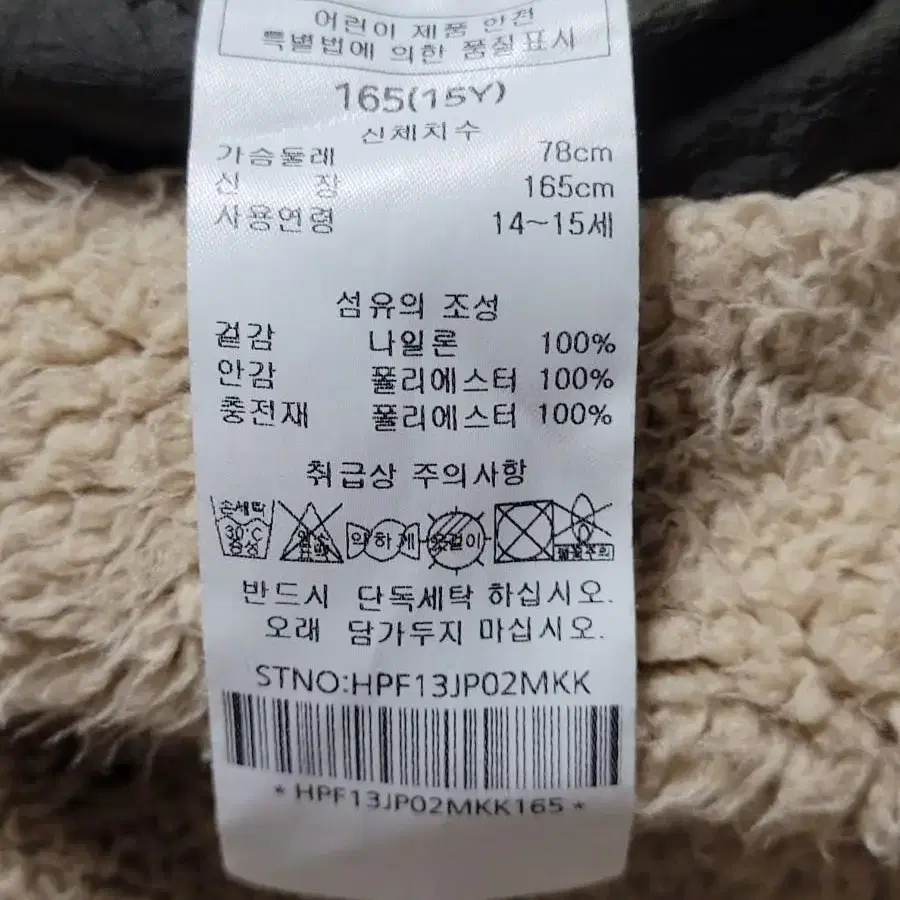 어린이 제품 안전
특별법에 의한 품질표시
165(15Y)
신체치수
가슴둘레 78cm
신 장 165cm
사용연령 14~15세
섬유의 조성
겉감 나일론 100%
안감 폴리에스터 100%
충전재 폴리에스터 100%
취급상 주의사항
손세탁 30°C 중성 약하게 옷걸이
반드시 단독세탁 하십시오.
오래 담가두지 마십시오.
STNO:HPF13JP02MKK
* HPF13JP02MKK165 *